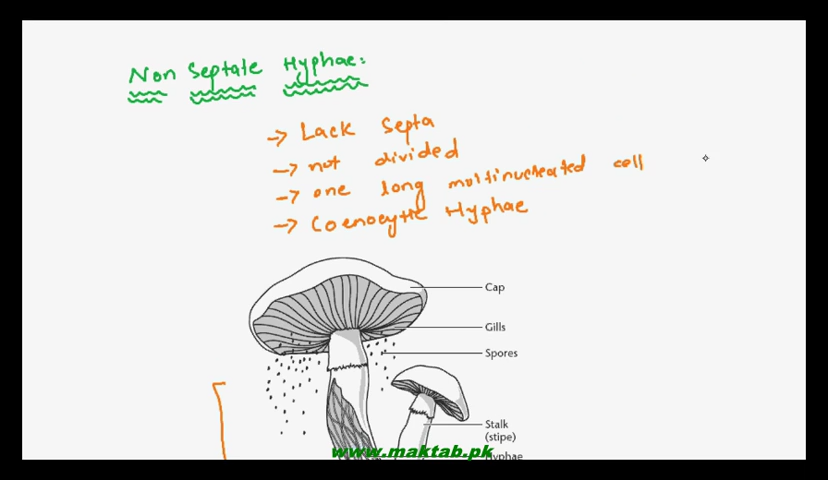 Non Septate Hyphae:
→ Lack Septa
→ not divided
→ one long multinucleated cell
→ Coenocytic Hyphae
Cap
Gills
Spores
Stalk
(stipe)
Hyphae
www.maktab.pk